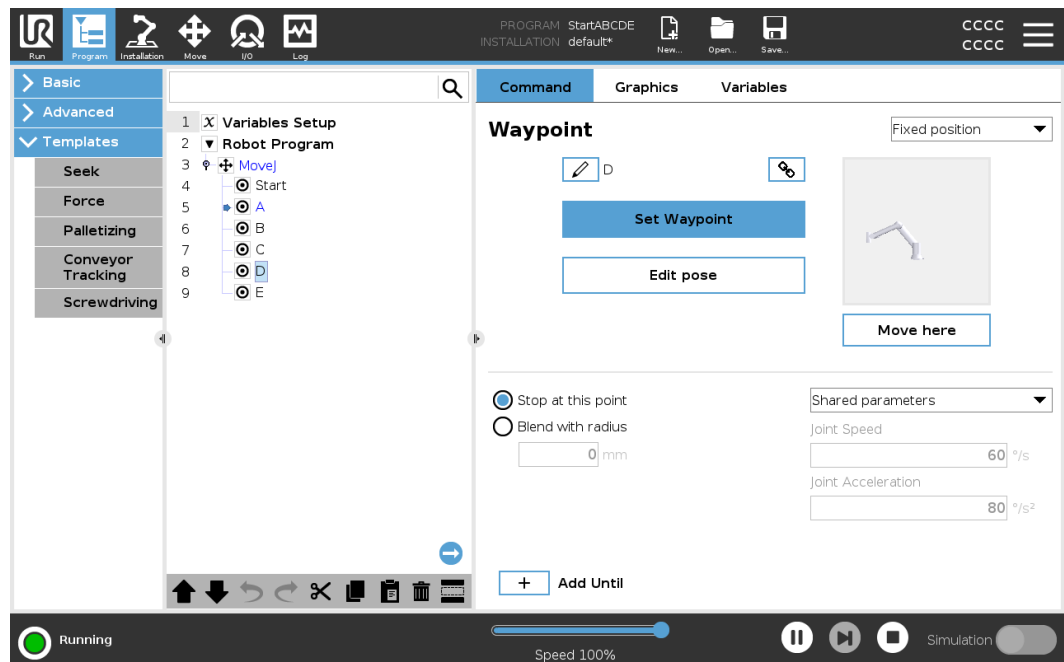 PROGRAM StartABCDE
INSTALLATION default*
CCCC
CCCC
Run Program Installation Move I/O Log New... Open... Save...
Basic
Advanced
Templates
Seek
Force
Palletizing
Conveyor
Tracking
Screwdriving
1 X Variables Setup
2 Robot Program
3 MoveJ
4 Start
5 A
6 B
7 C
8 D
9 E
Command Graphics Variables
Waypoint
Fixed position
D
Set Waypoint
Edit pose
Move here
Stop at this point
Shared parameters
Blend with radius
Joint Speed
0 mm
60 °/s
Joint Acceleration
80 °/s²
+ Add Until
Running
Speed 100%
Simulation